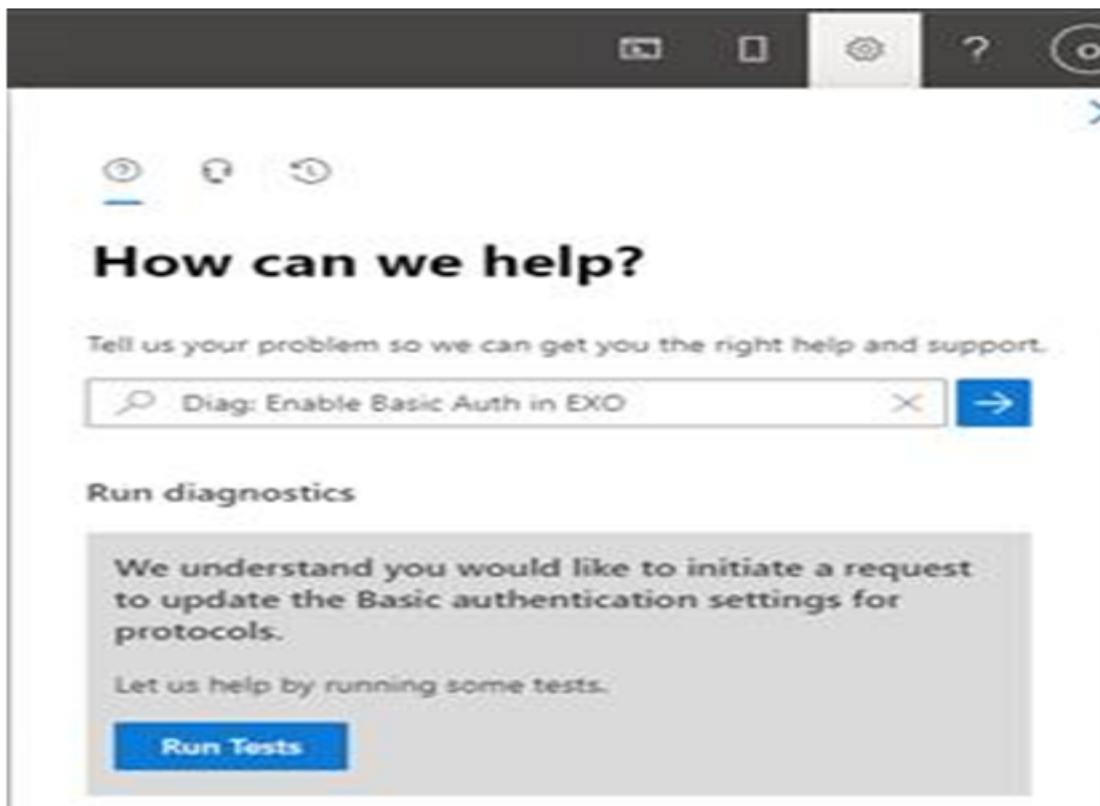 How can we help?
Tell us your problem so we can get you the right help and support.
Diag: Enable Basic Auth in EXO
Run diagnostics
We understand you would like to initiate a request
to update the Basic authentication settings for
protocols.
Let us help by running some tests.
Run Tests